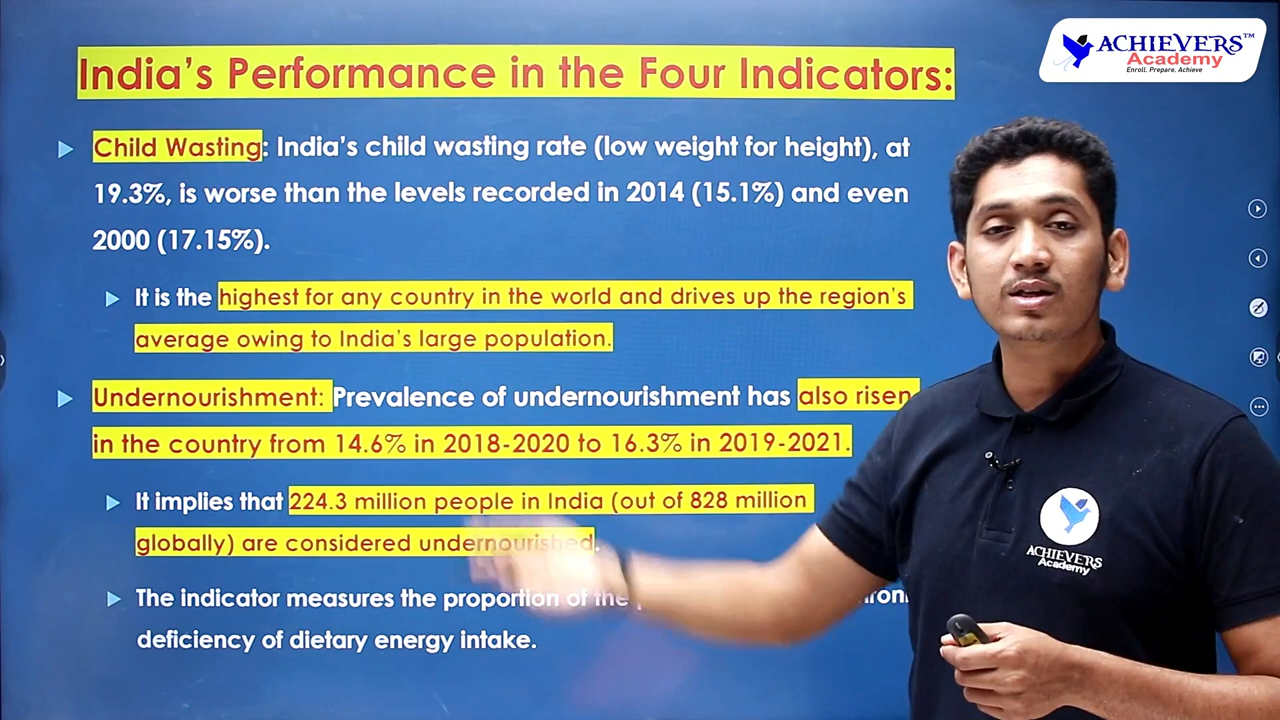 ACHIEVERS™
Academy
Enroll. Prepare. Achieve
India's Performance in the Four Indicators:
Child Wasting: India's child wasting rate (low weight for height), at
19.3%, is worse than the levels recorded in 2014 (15.1%) and even
2000 (17.15%).
It is the highest for any country in the world and drives up the region's
average owing to India's large population.
Undernourishment: Prevalence of undernourishment has also risen
in the country from 14.6% in 2018-2020 to 16.3% in 2019-2021.
It implies that 224.3 million people in India (out of 828 million
globally) are considered undernourished.
The indicator measures the proportion of the
deficiency of dietary energy intake.
ACHIEVERS
Academy